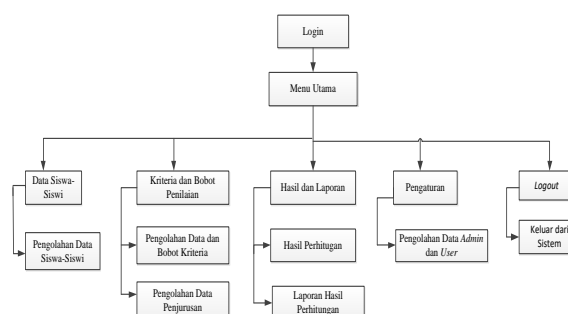 Login
Menu Utama
Data Siswa-
Siswi
Kriteria dan Bobot
Penilaian
Hasil dan Laporan
Pengaturan
Logout
Pengolahan Data
Siswa-Siswi
Pengolahan Data dan
Bobot Kriteria
Hasil Perhitugan
Pengolahan Data Admin
dan User
Keluar dari
Sistem
Pengolahan Data
Penjurusan
Laporan Hasil
Perhitungan